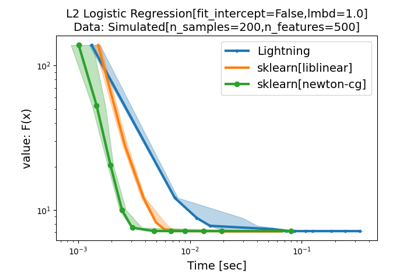 L2 Logistic Regression[fit_intercept=False,lmbd=1.0]
Data: Simulated[n_samples=200,n_features=500]
Lightning
sklearn[liblinear]
sklearn[newton-cg]
10²
10¹
value: F(x)
10⁻³
10⁻²
10⁻¹
Time [sec]